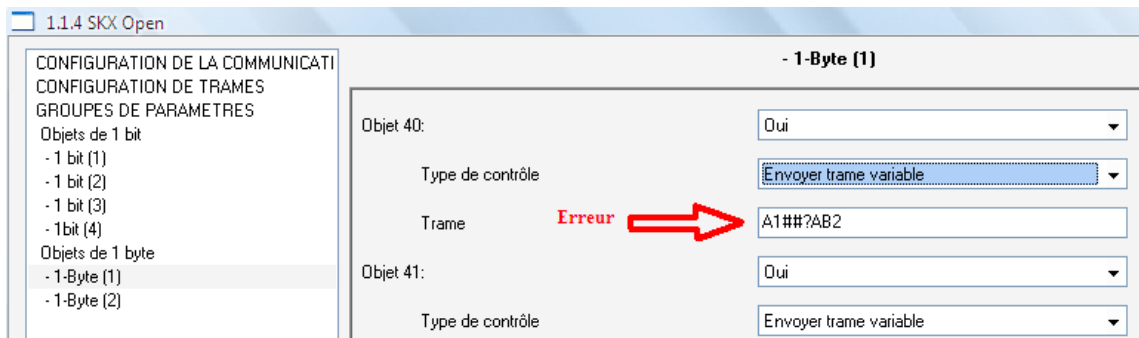 1.1.4 SKX Open
CONFIGURATION DE LA COMMUNICATI
CONFIGURATION DE TRAMES
GROUPES DE PARAMETRES
Objets de 1 bit
- 1 bit (1)
- 1 bit (2)
- 1 bit (3)
- 1bit (4)
Objets de 1 byte
- 1-Byte (1)
- 1-Byte (2)
- 1-Byte (1)
Objet 40: Oui
Type de contrôle Envoyer trame variable
Trame Erreur A1##?AB2
Objet 41: Oui
Type de contrôle Envoyer trame variable